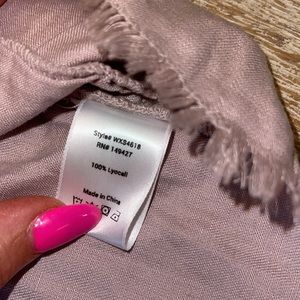 Style# WXS4618
RN# 149427
100% Lyocell
Made in China